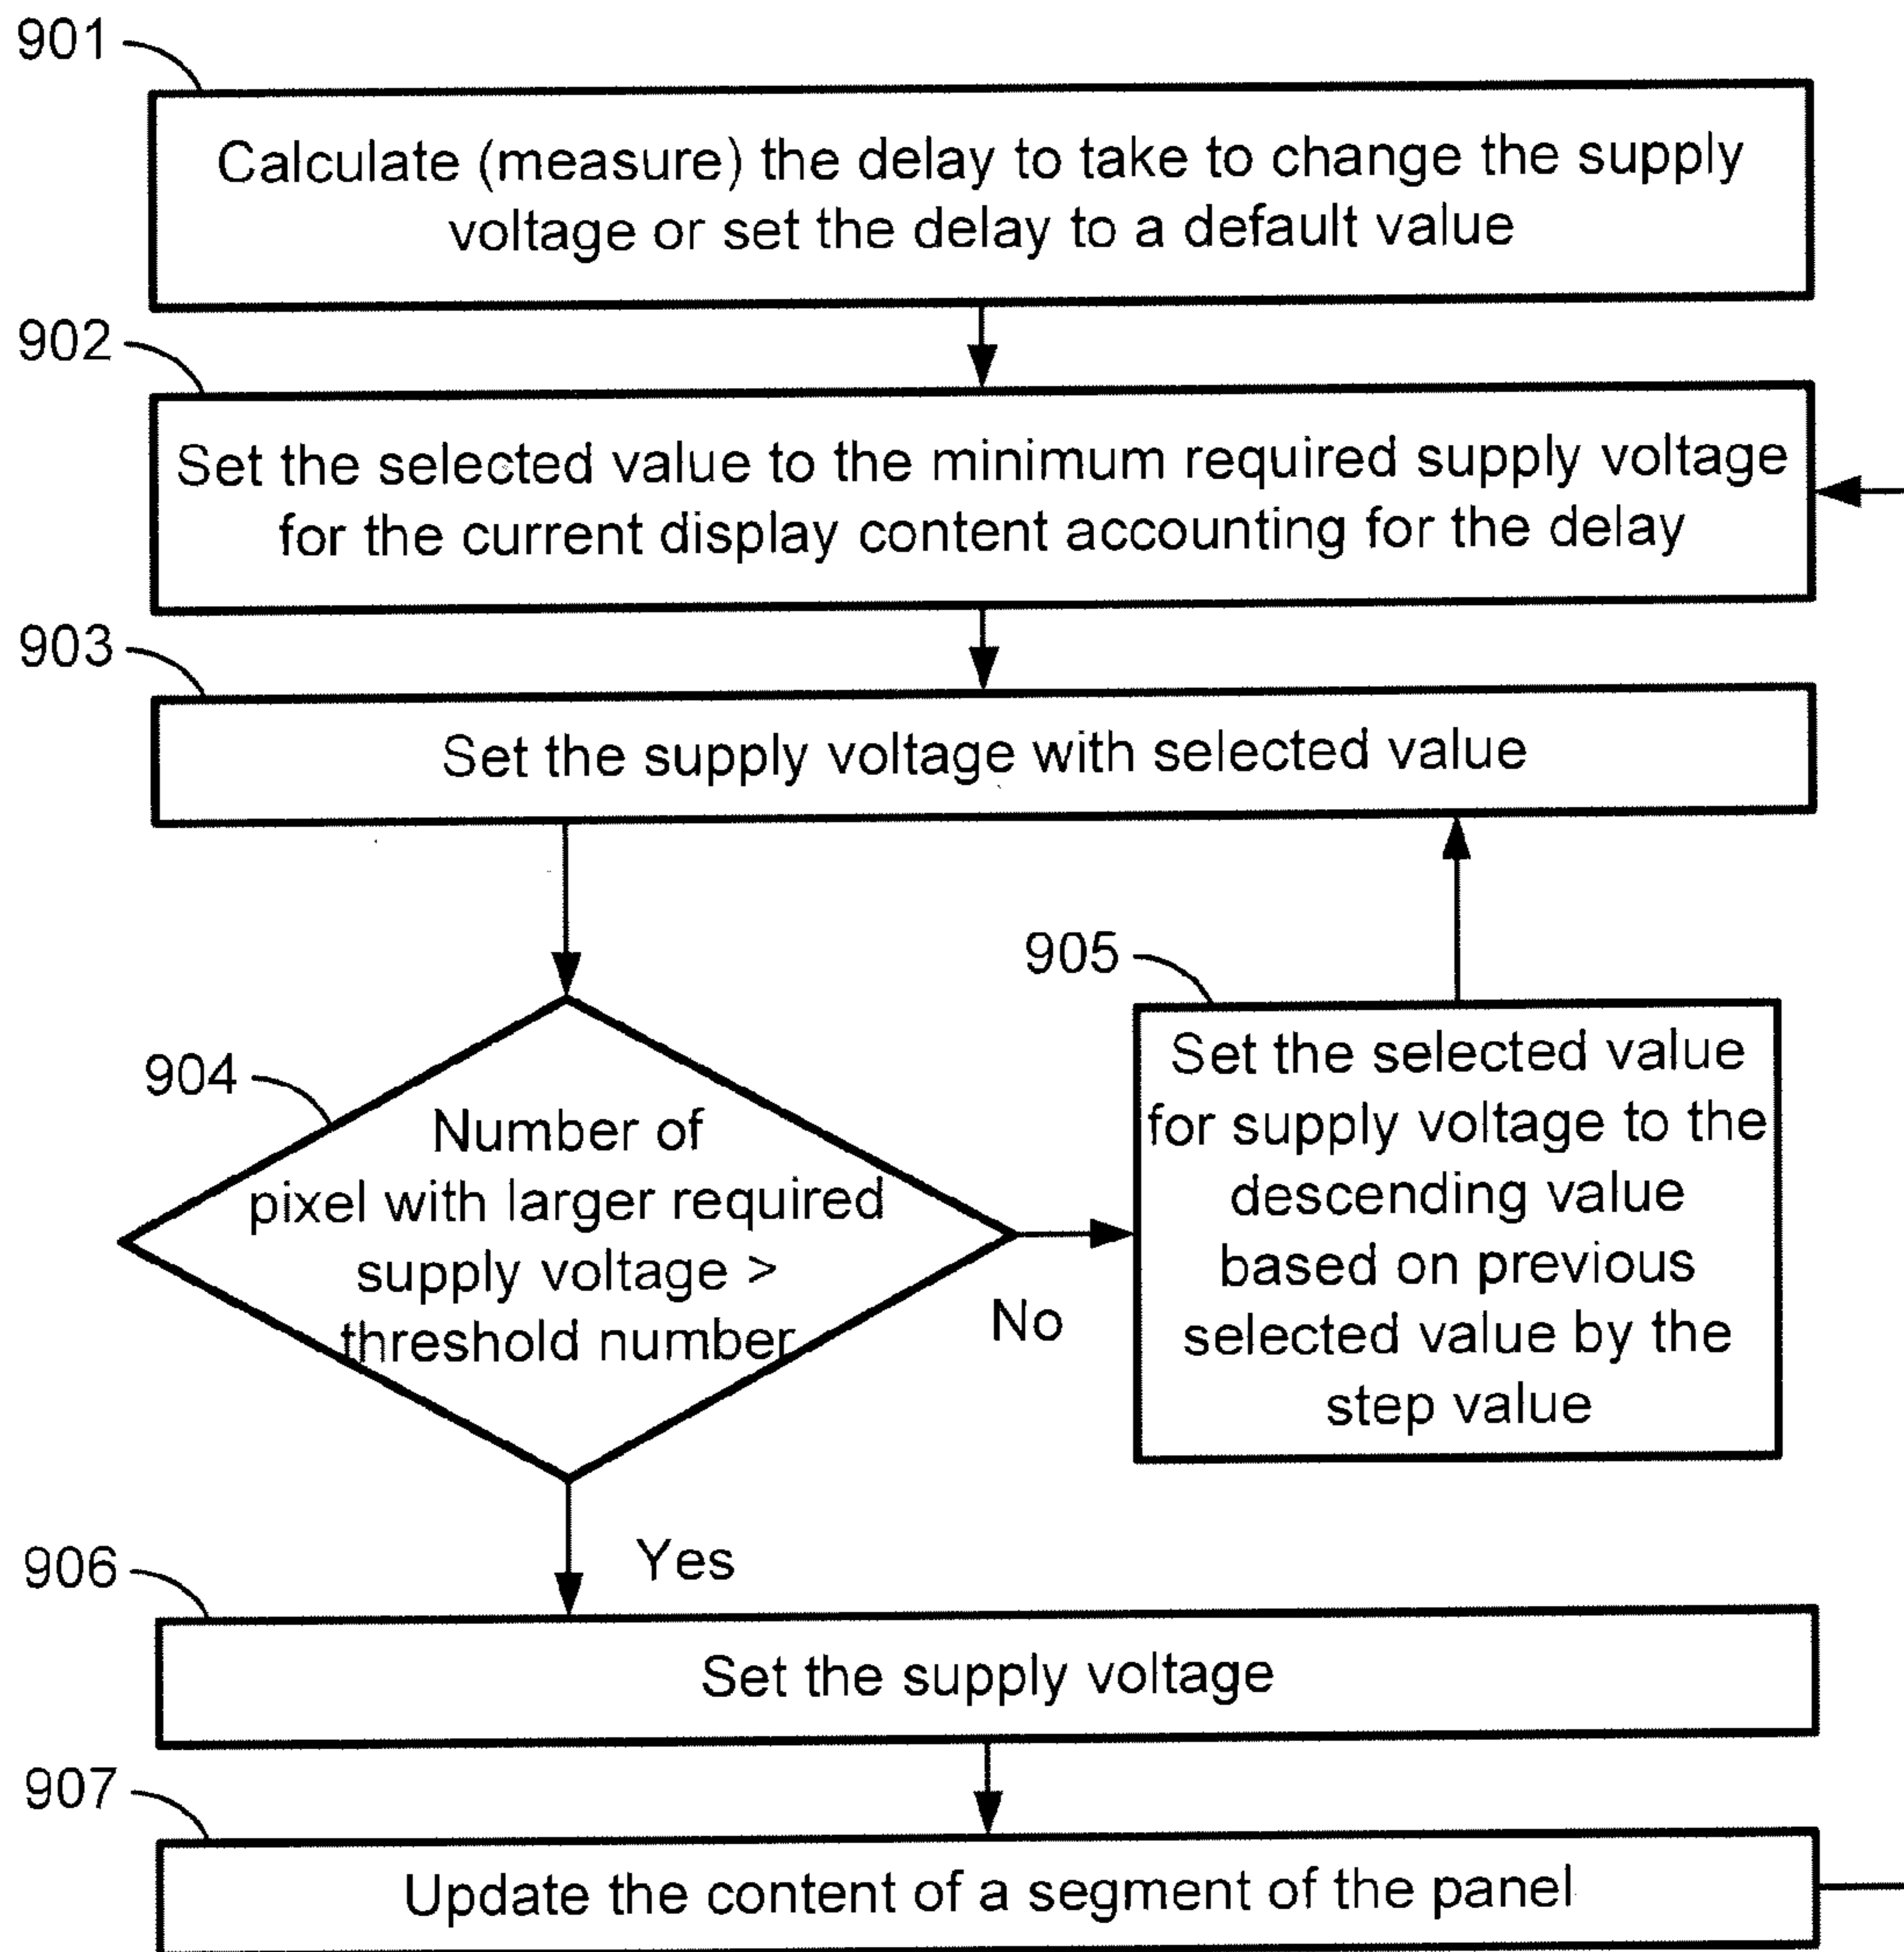 901
Calculate (measure) the delay to take to change the supply
voltage or set the delay to a default value
902
Set the selected value to the minimum required supply voltage
for the current display content accounting for the delay
903
Set the supply voltage with selected value
904
Number of
pixel with larger required
supply voltage >
threshold number
No
905
Set the selected value
for supply voltage to the
descending value
based on previous
selected value by the
step value
Yes
906
Set the supply voltage
907
Update the content of a segment of the panel